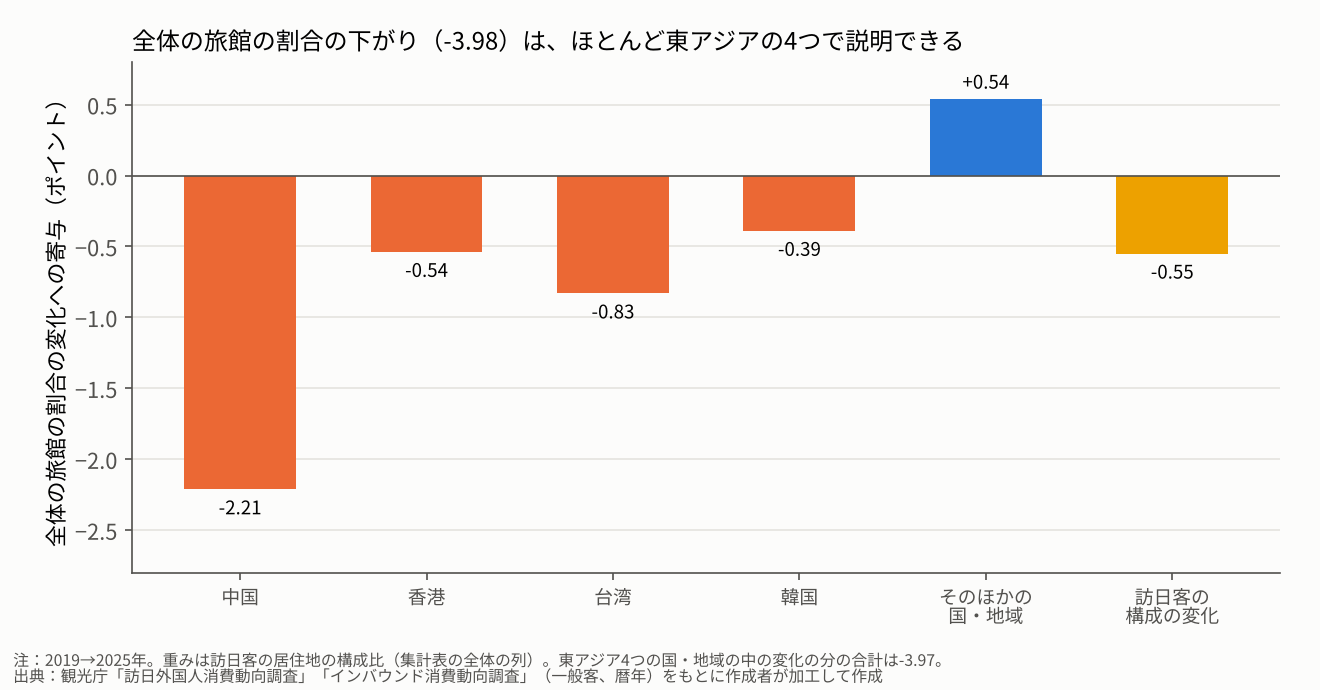 全体の旅館の割合の下がり（-3.98）は、ほとんど東アジアの4つで説明できる
全体の旅館の割合の変化への寄与（ポイント）
0.5
0.0
−0.5
−1.0
−1.5
−2.0
−2.5
-2.21
-0.54
-0.83
-0.39
+0.54
-0.55
中国
香港
台湾
韓国
そのほかの
国・地域
訪日客の
構成の変化
注：2019→2025年。重みは訪日客の居住地の構成比（集計表の全体の列）。東アジア4つの国・地域の中の変化の分の合計は-3.97。
出典：観光庁「訪日外国人消費動向調査」「インバウンド消費動向調査」（一般客、暦年）をもとに作成者が加工して作成